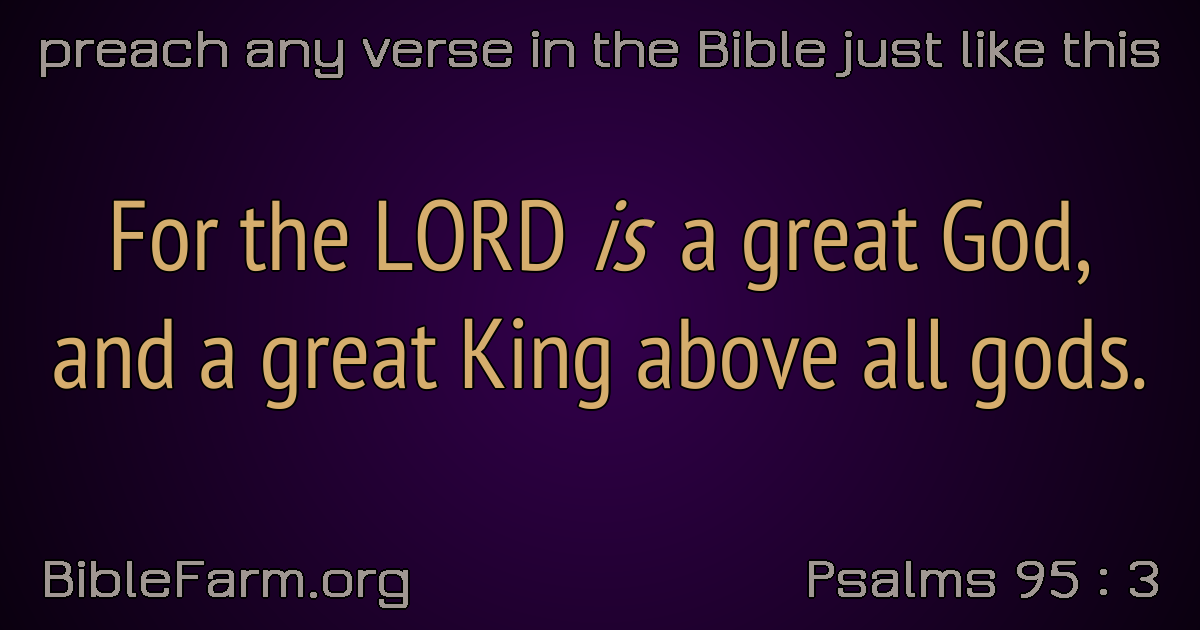 preach any verse in the Bible just like this
For the LORD is a great God,
and a great King above all gods.
BibleFarm.org
Psalms 95 : 3